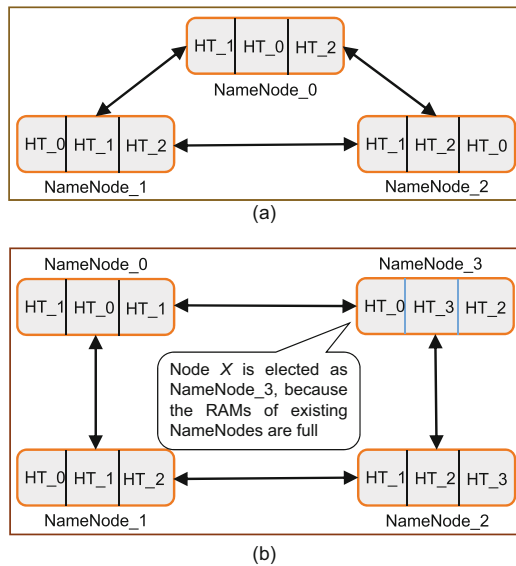 HT_1 HT_0 HT_2
NameNode_0
HT_0 HT_1 HT_2
HT_1 HT_2 HT_0
NameNode_1
NameNode_2
(a)
NameNode_0
NameNode_3
HT_1 HT_0 HT_1
HT_0 HT_3 HT_2
Node X is elected as
NameNode_3, because
the RAMs of existing
NameNodes are full
HT_0 HT_1 HT_2
HT_1 HT_2 HT_3
NameNode_1
NameNode_2
(b)